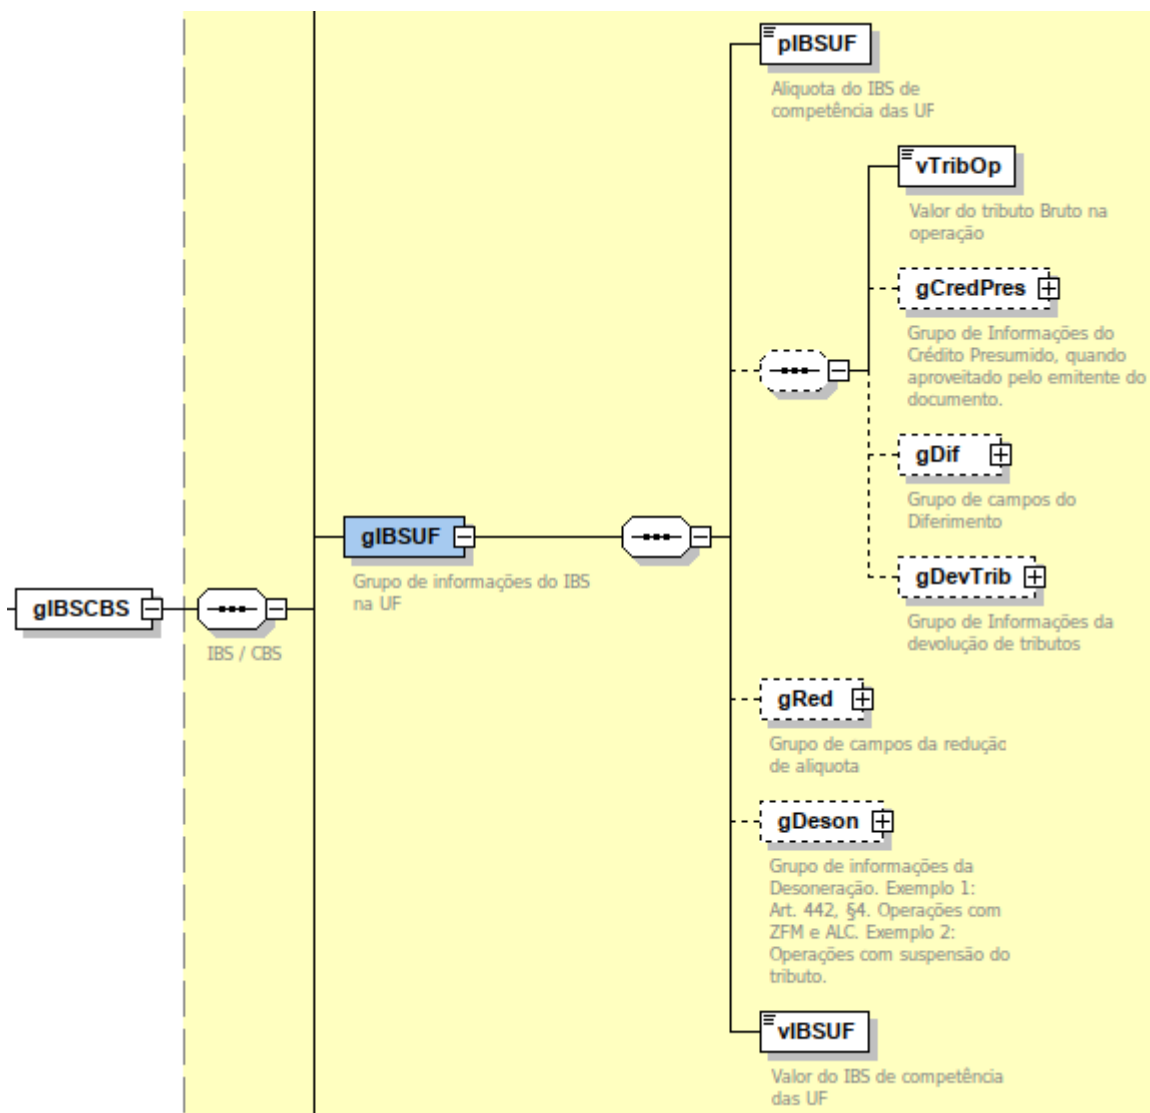 pIBSUF
Aliquota do IBS de
competência das UF
vTribOp
Valor do tributo Bruto na
operação
gCredPres
Grupo de Informações do
Crédito Presumido, quando
aproveitado pelo emitente do
documento.
gDif
Grupo de campos do
Diferimento
gIBSUF
Grupo de informações do IBS
na UF
gDevTrib
Grupo de Informações da
devolução de tributos
gIBSCBS
IBS / CBS
gRed
Grupo de campos da redução
de aliquota
gDeson
Grupo de informações da
Desoneração. Exemplo 1:
Art. 442, §4. Operações com
ZFM e ALC. Exemplo 2:
Operações com suspensão do
tributo.
vIBSUF
Valor do IBS de competência
das UF